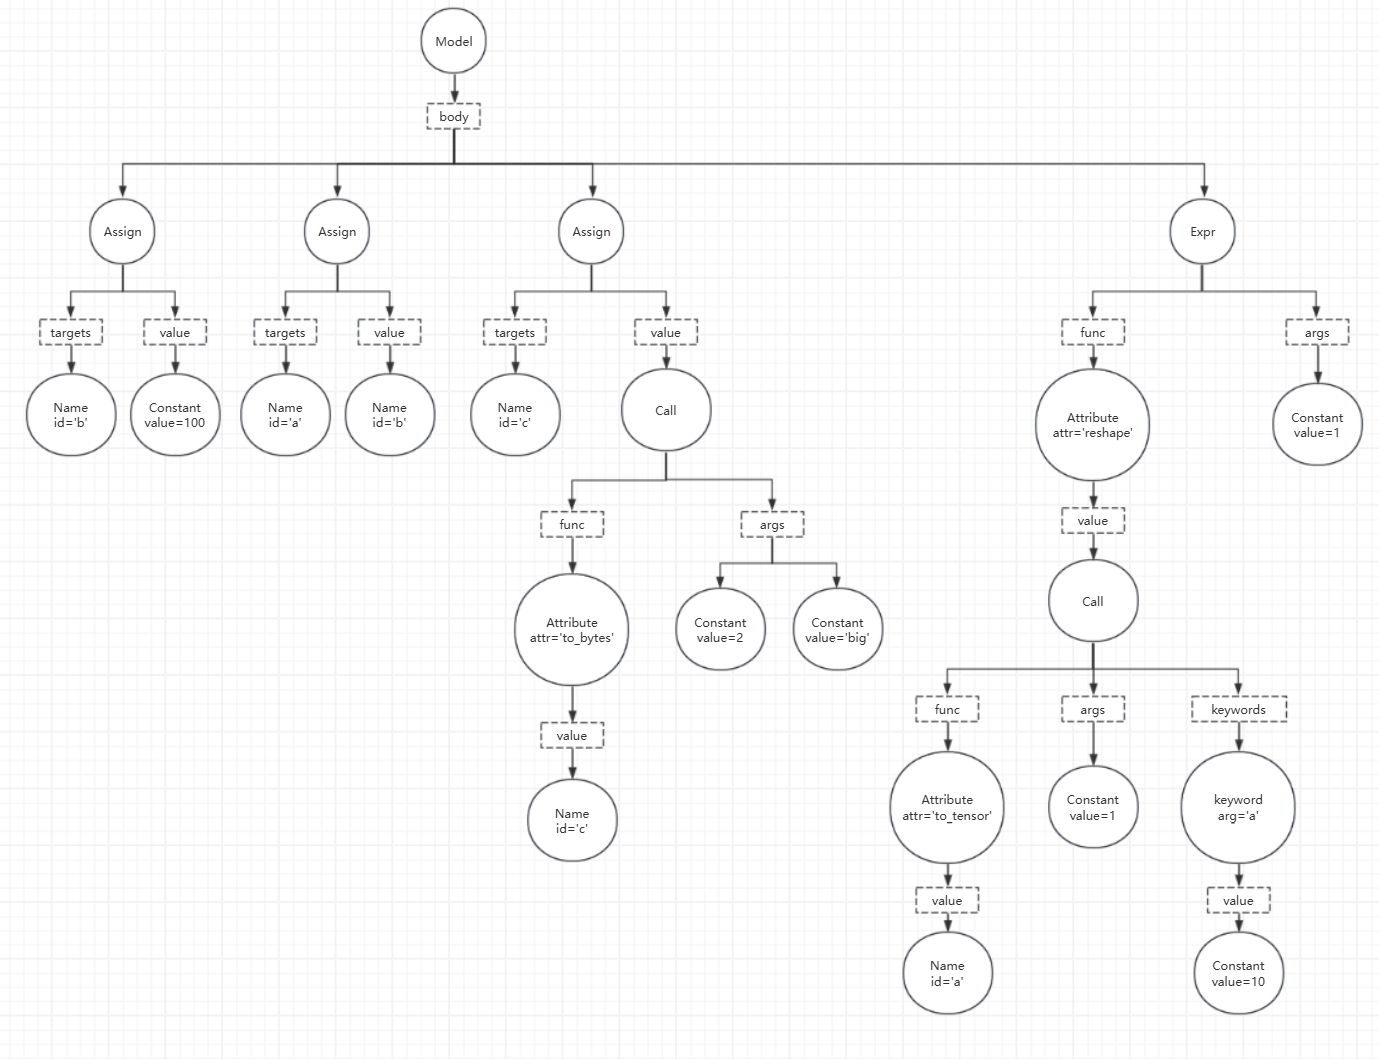 Model
body
Assign
Assign
Assign
Expr
targets
value
targets
value
targets
value
func
args
Name
id='b'
Constant
value=100
Name
id='a'
Name
id='b'
Name
id='c'
Call
Attribute
attr='reshape'
Constant
value=1
func
args
value
Attribute
attr='to_bytes'
Constant
value=2
Constant
value='big'
Call
func
args
keywords
value
Attribute
attr='to_tensor'
Constant
value=1
keyword
arg='a'
Name
id='c'
value
value
Name
id='a'
Constant
value=10